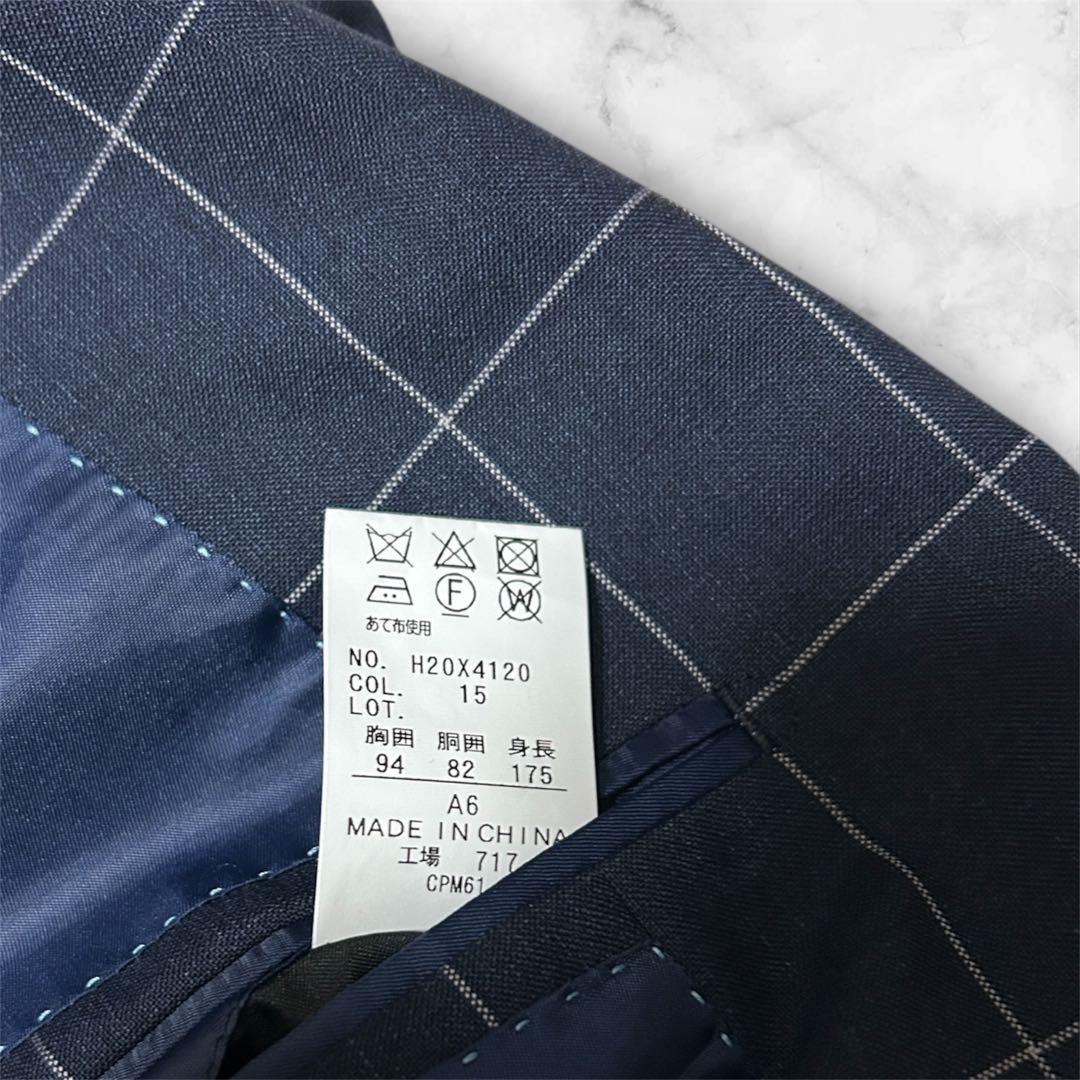 F W
あて布使用
NO. H20X4120
COL. 15
LOT.
胸囲 胴囲 身長
94 82 175
A6
MADE IN CHINA
工場 717
CPM61